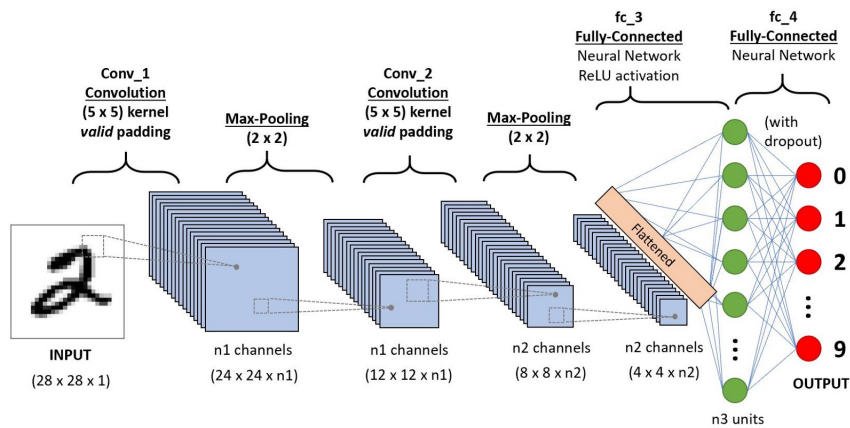 Conv_1
Convolution
(5 x 5) kernel
valid padding
Max-Pooling
(2 x 2)
Conv_2
Convolution
(5 x 5) kernel
valid padding
Max-Pooling
(2 x 2)
fc_3
Fully-Connected
Neural Network
ReLU activation
fc_4
Fully-Connected
Neural Network
(with
dropout)
2
Flattened
0
1
2
9
OUTPUT
INPUT
(28 x 28 x 1)
n1 channels
(24 x 24 x n1)
n1 channels
(12 x 12 x n1)
n2 channels
(8 x 8 x n2)
n2 channels
(4 x 4 x n2)
n3 units